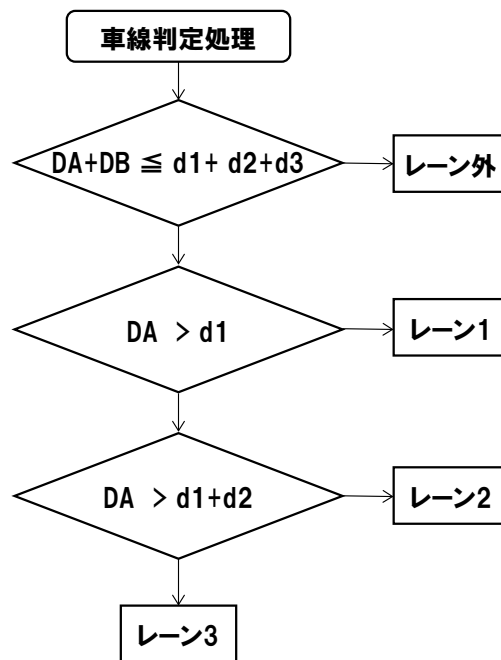 車線判定処理
DA+DB ≦ d1+ d2+d3
レーン外
DA > d1
レーン1
DA > d1+d2
レーン2
レーン3